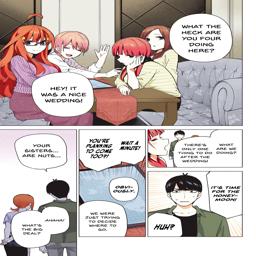 WHAT THE
HECK ARE
YOU FOUR
DOING
HERE?
HEY! IT
WAS A NICE
WEDDING!
IT'S TIME
FOR THE
HONEY-
MOON!
WHAT ARE
WE
DOING?
THERE'S
ONLY ONE
THING TO DO
AFTER THE
WEDDING!
HUH?
WAIT A
MINUTE!
YOU'RE
PLANNING
TO COME
TOO?!
OBVI-
OUSLY.
WE WERE
JUST TRYING
TO DECIDE
WHERE TO
GO.
YOUR
SISTERS...
ARE NUTS...
AHAHA!
WHAT'S
THE BIG
DEAL?